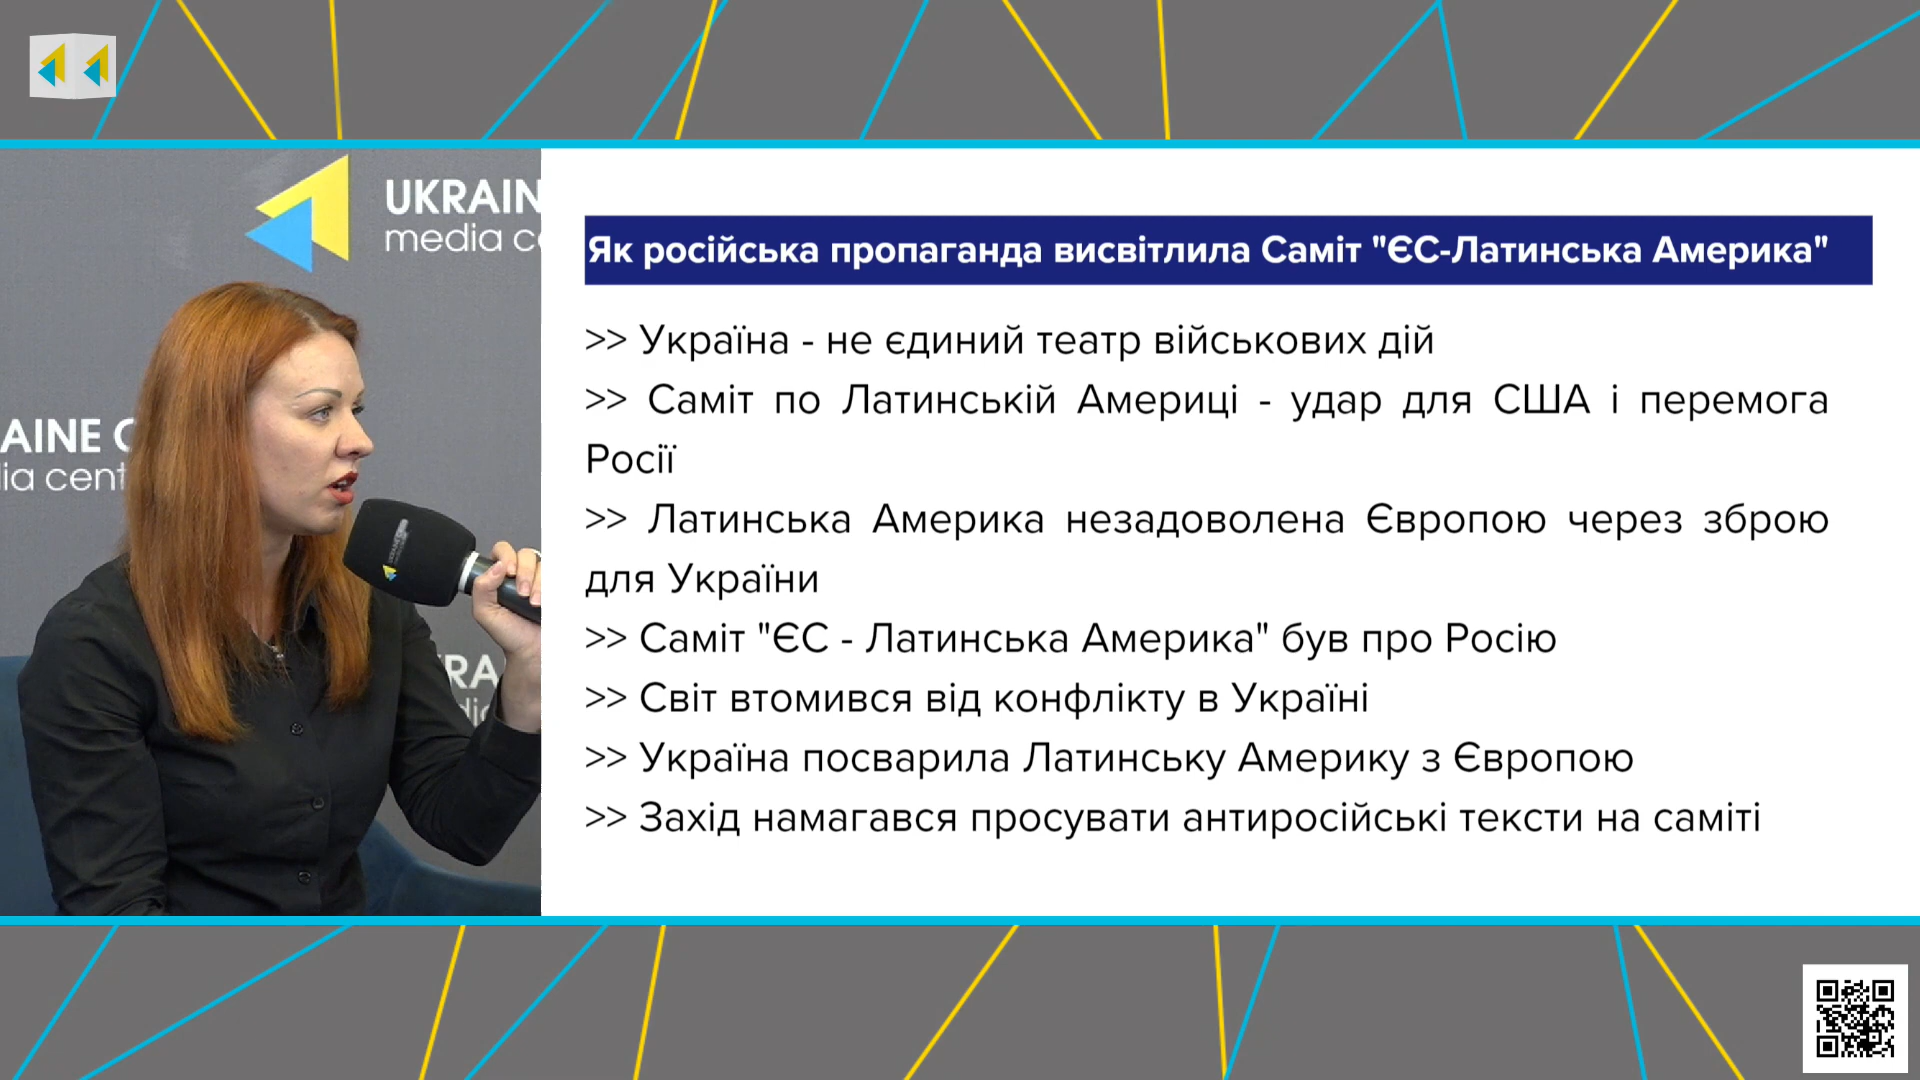 UKRAIN
media c
AINE C
ia cent
RA
di
Як російська пропаганда висвітлила Саміт "ЄС-Латинська Америка"
>> Україна - не єдиний театр військових дій
>> Саміт по Латинській Америці - удар для США і перемога
Росії
>> Латинська Америка незадоволена Європою через зброю
для України
>> Саміт "ЄС - Латинська Америка" був про Росію
>> Світ втомився від конфлікту в Україні
>> Україна посварила Латинську Америку з Європою
>> Захід намагався просувати антиросійські тексти на саміті